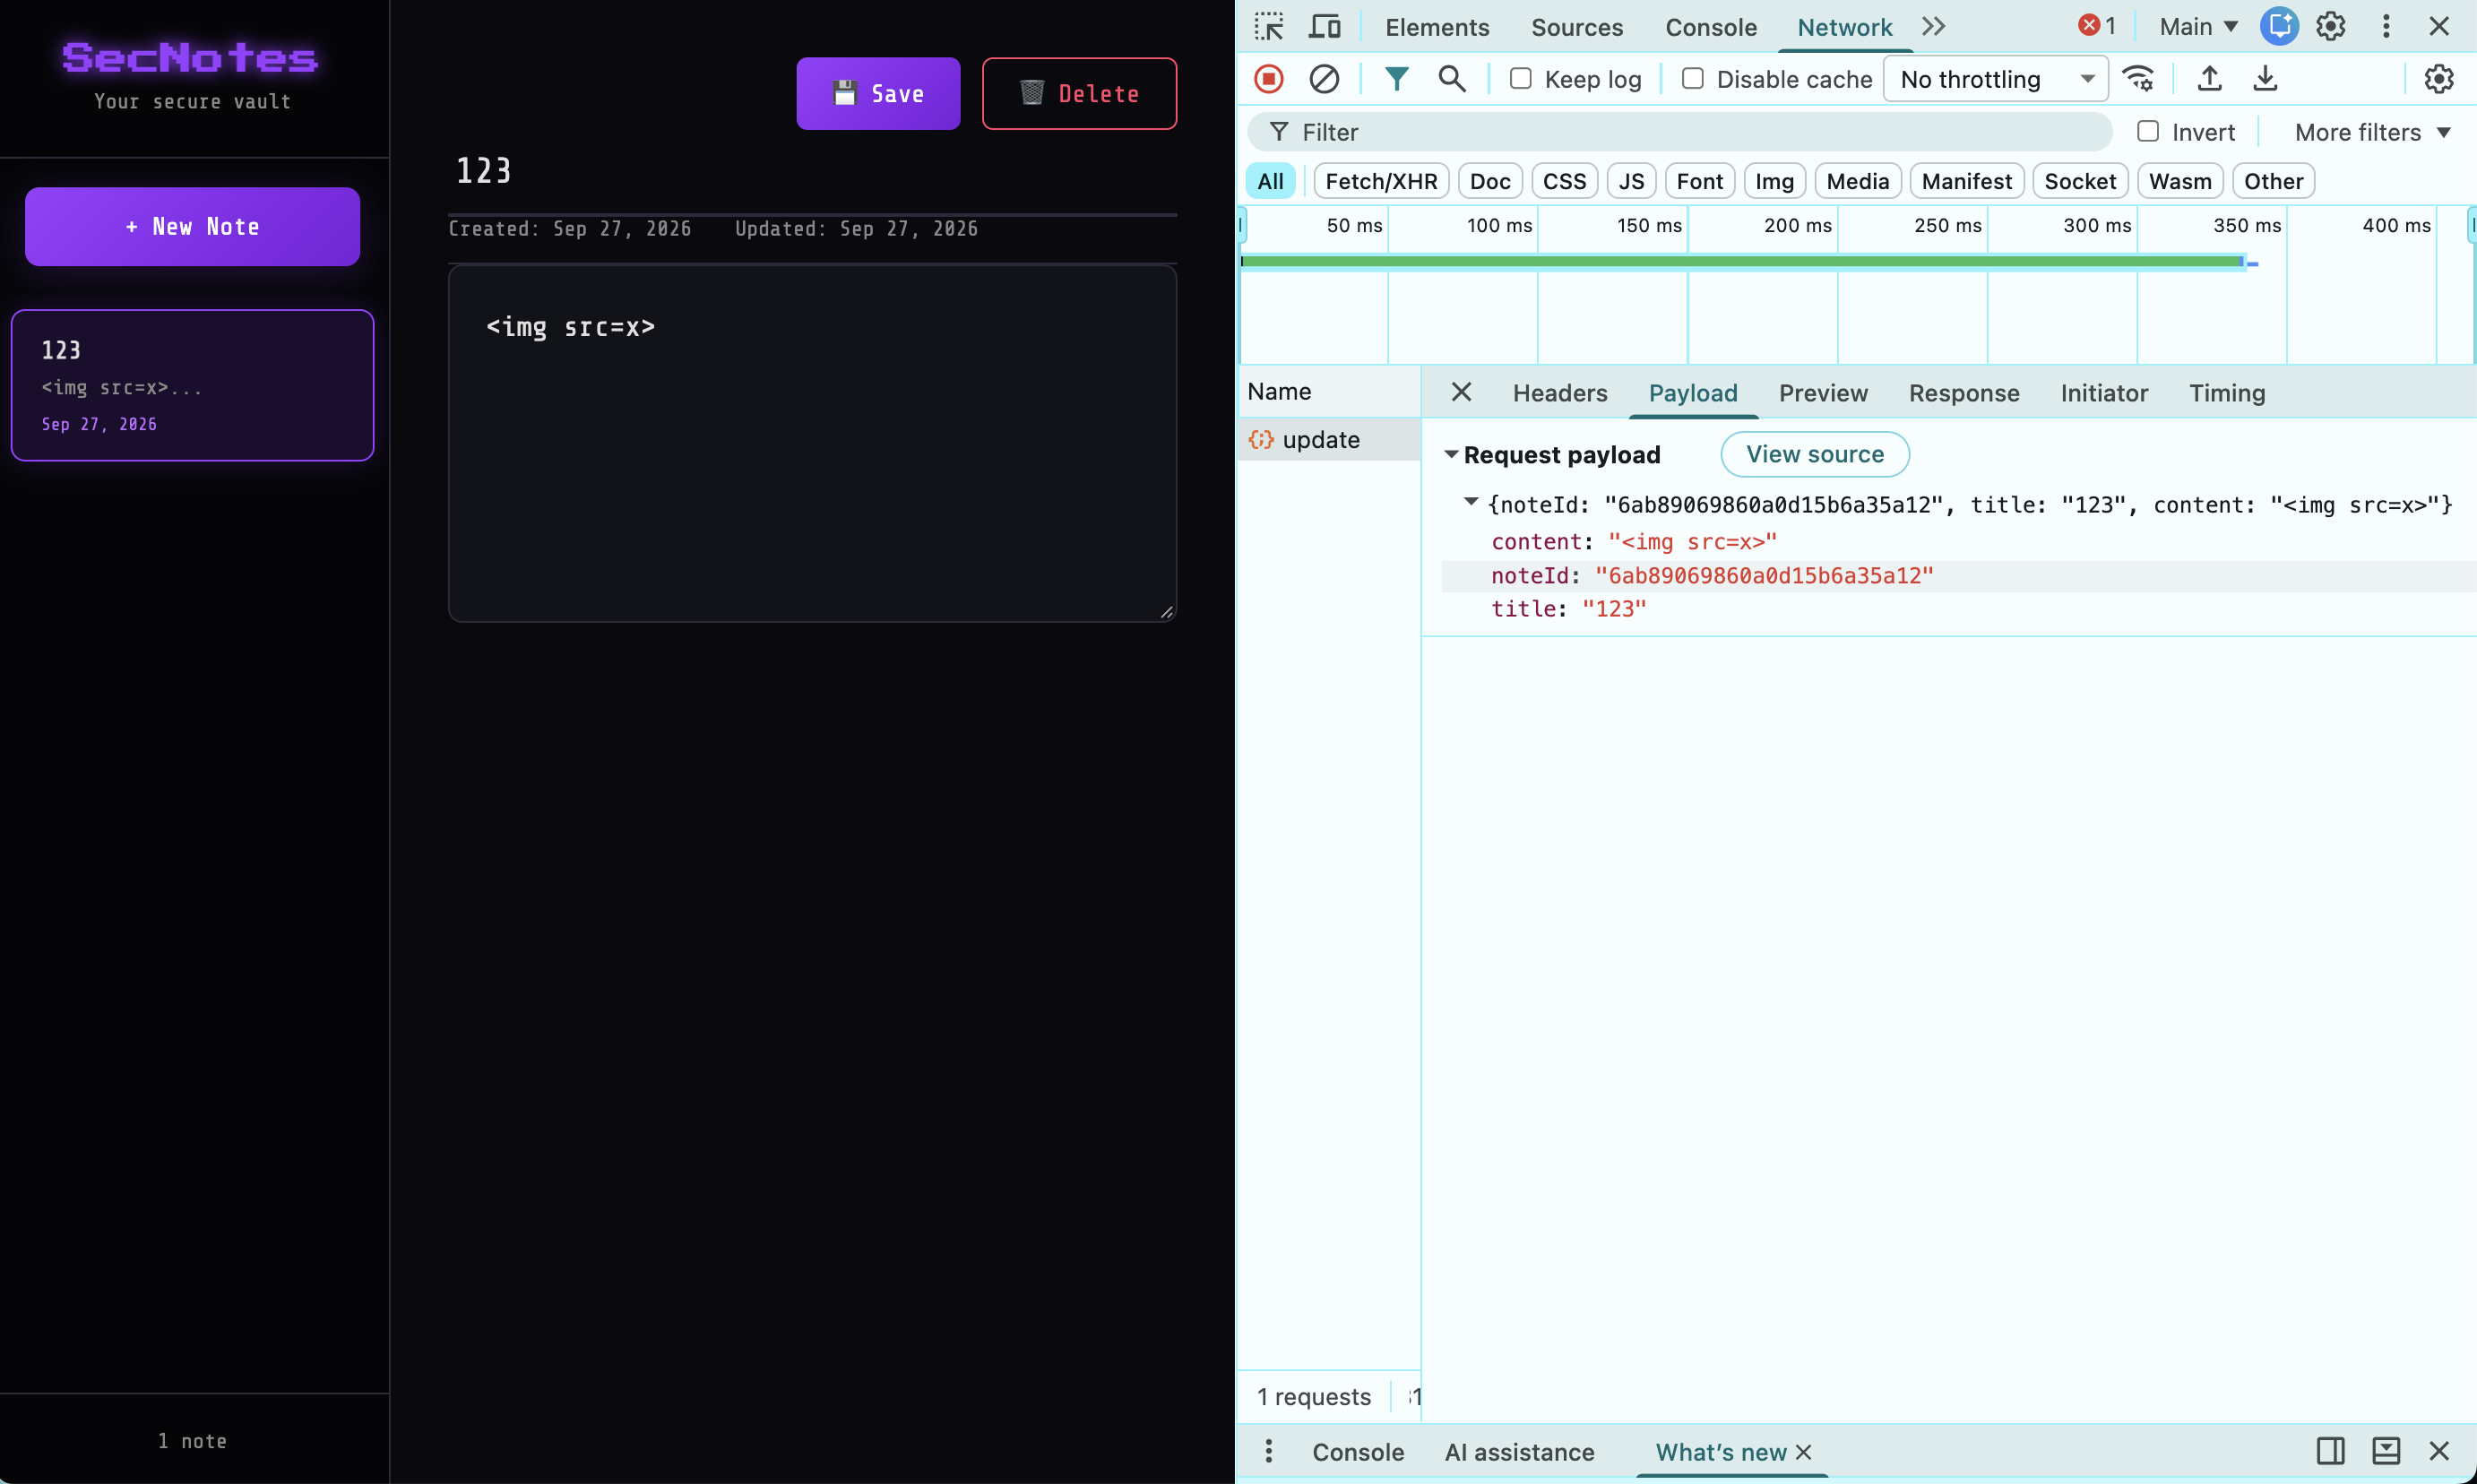 SecNotes
Your secure vault
+ New Note
123
<img src=x>...
Sep 27, 2026
1 note
Save
Delete
123
Created: Sep 27, 2026 Updated: Sep 27, 2026
<img src=x>
Elements Sources Console Network 1 Main
Keep log Disable cache No throttling
Filter Invert More filters
All Fetch/XHR Doc CSS JS Font Img Media Manifest Socket Wasm Other
50 ms 100 ms 150 ms 200 ms 250 ms 300 ms 350 ms 400 ms
Name Headers Payload Preview Response Initiator Timing
update
Request payload View source
{noteId: "6ab89069860a0d15b6a35a12", title: "123", content: "<img src=x>"}
content: "<img src=x>"
noteId: "6ab89069860a0d15b6a35a12"
title: "123"
1 requests
Console AI assistance What's new